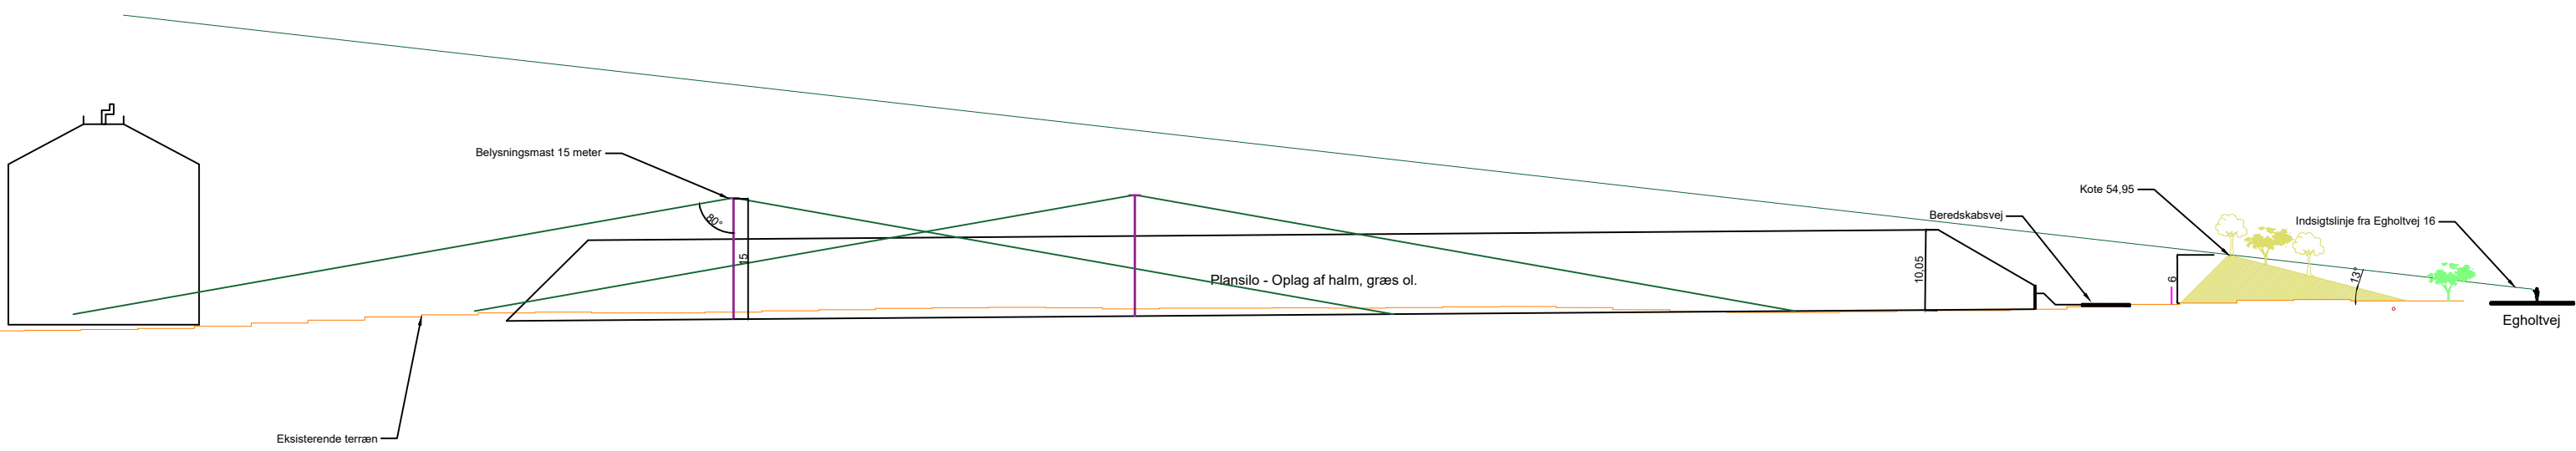 Belysningsmast 15 meter
80°
15
Plansilo - Oplag af halm, græs ol.
10,05
Beredskabsvej
Kote 54,95
6
13°
Indsigtslinje fra Egholtvej 16
Egholtvej
Eksisterende terræn